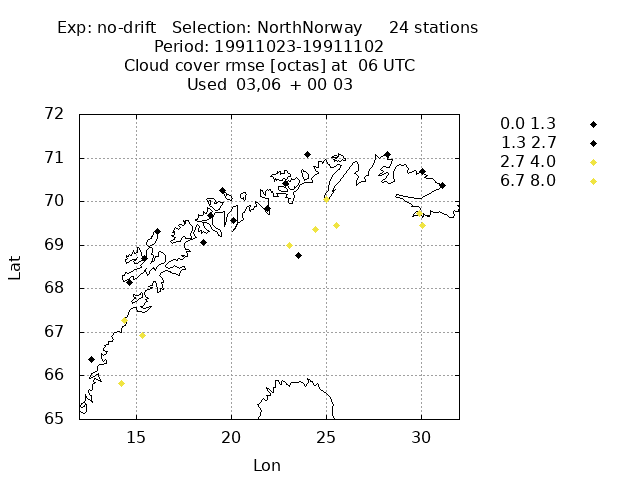 Exp: no-drift   Selection: NorthNorway      24 stations
Period: 19911023-19911102
Cloud cover rmse [octas] at  06 UTC
Used  03,06  + 00 03
0.0 1.3
1.3 2.7
2.7 4.0
6.7 8.0
72
71
70
69
68
67
66
65
Lat
15
20
25
30
Lon